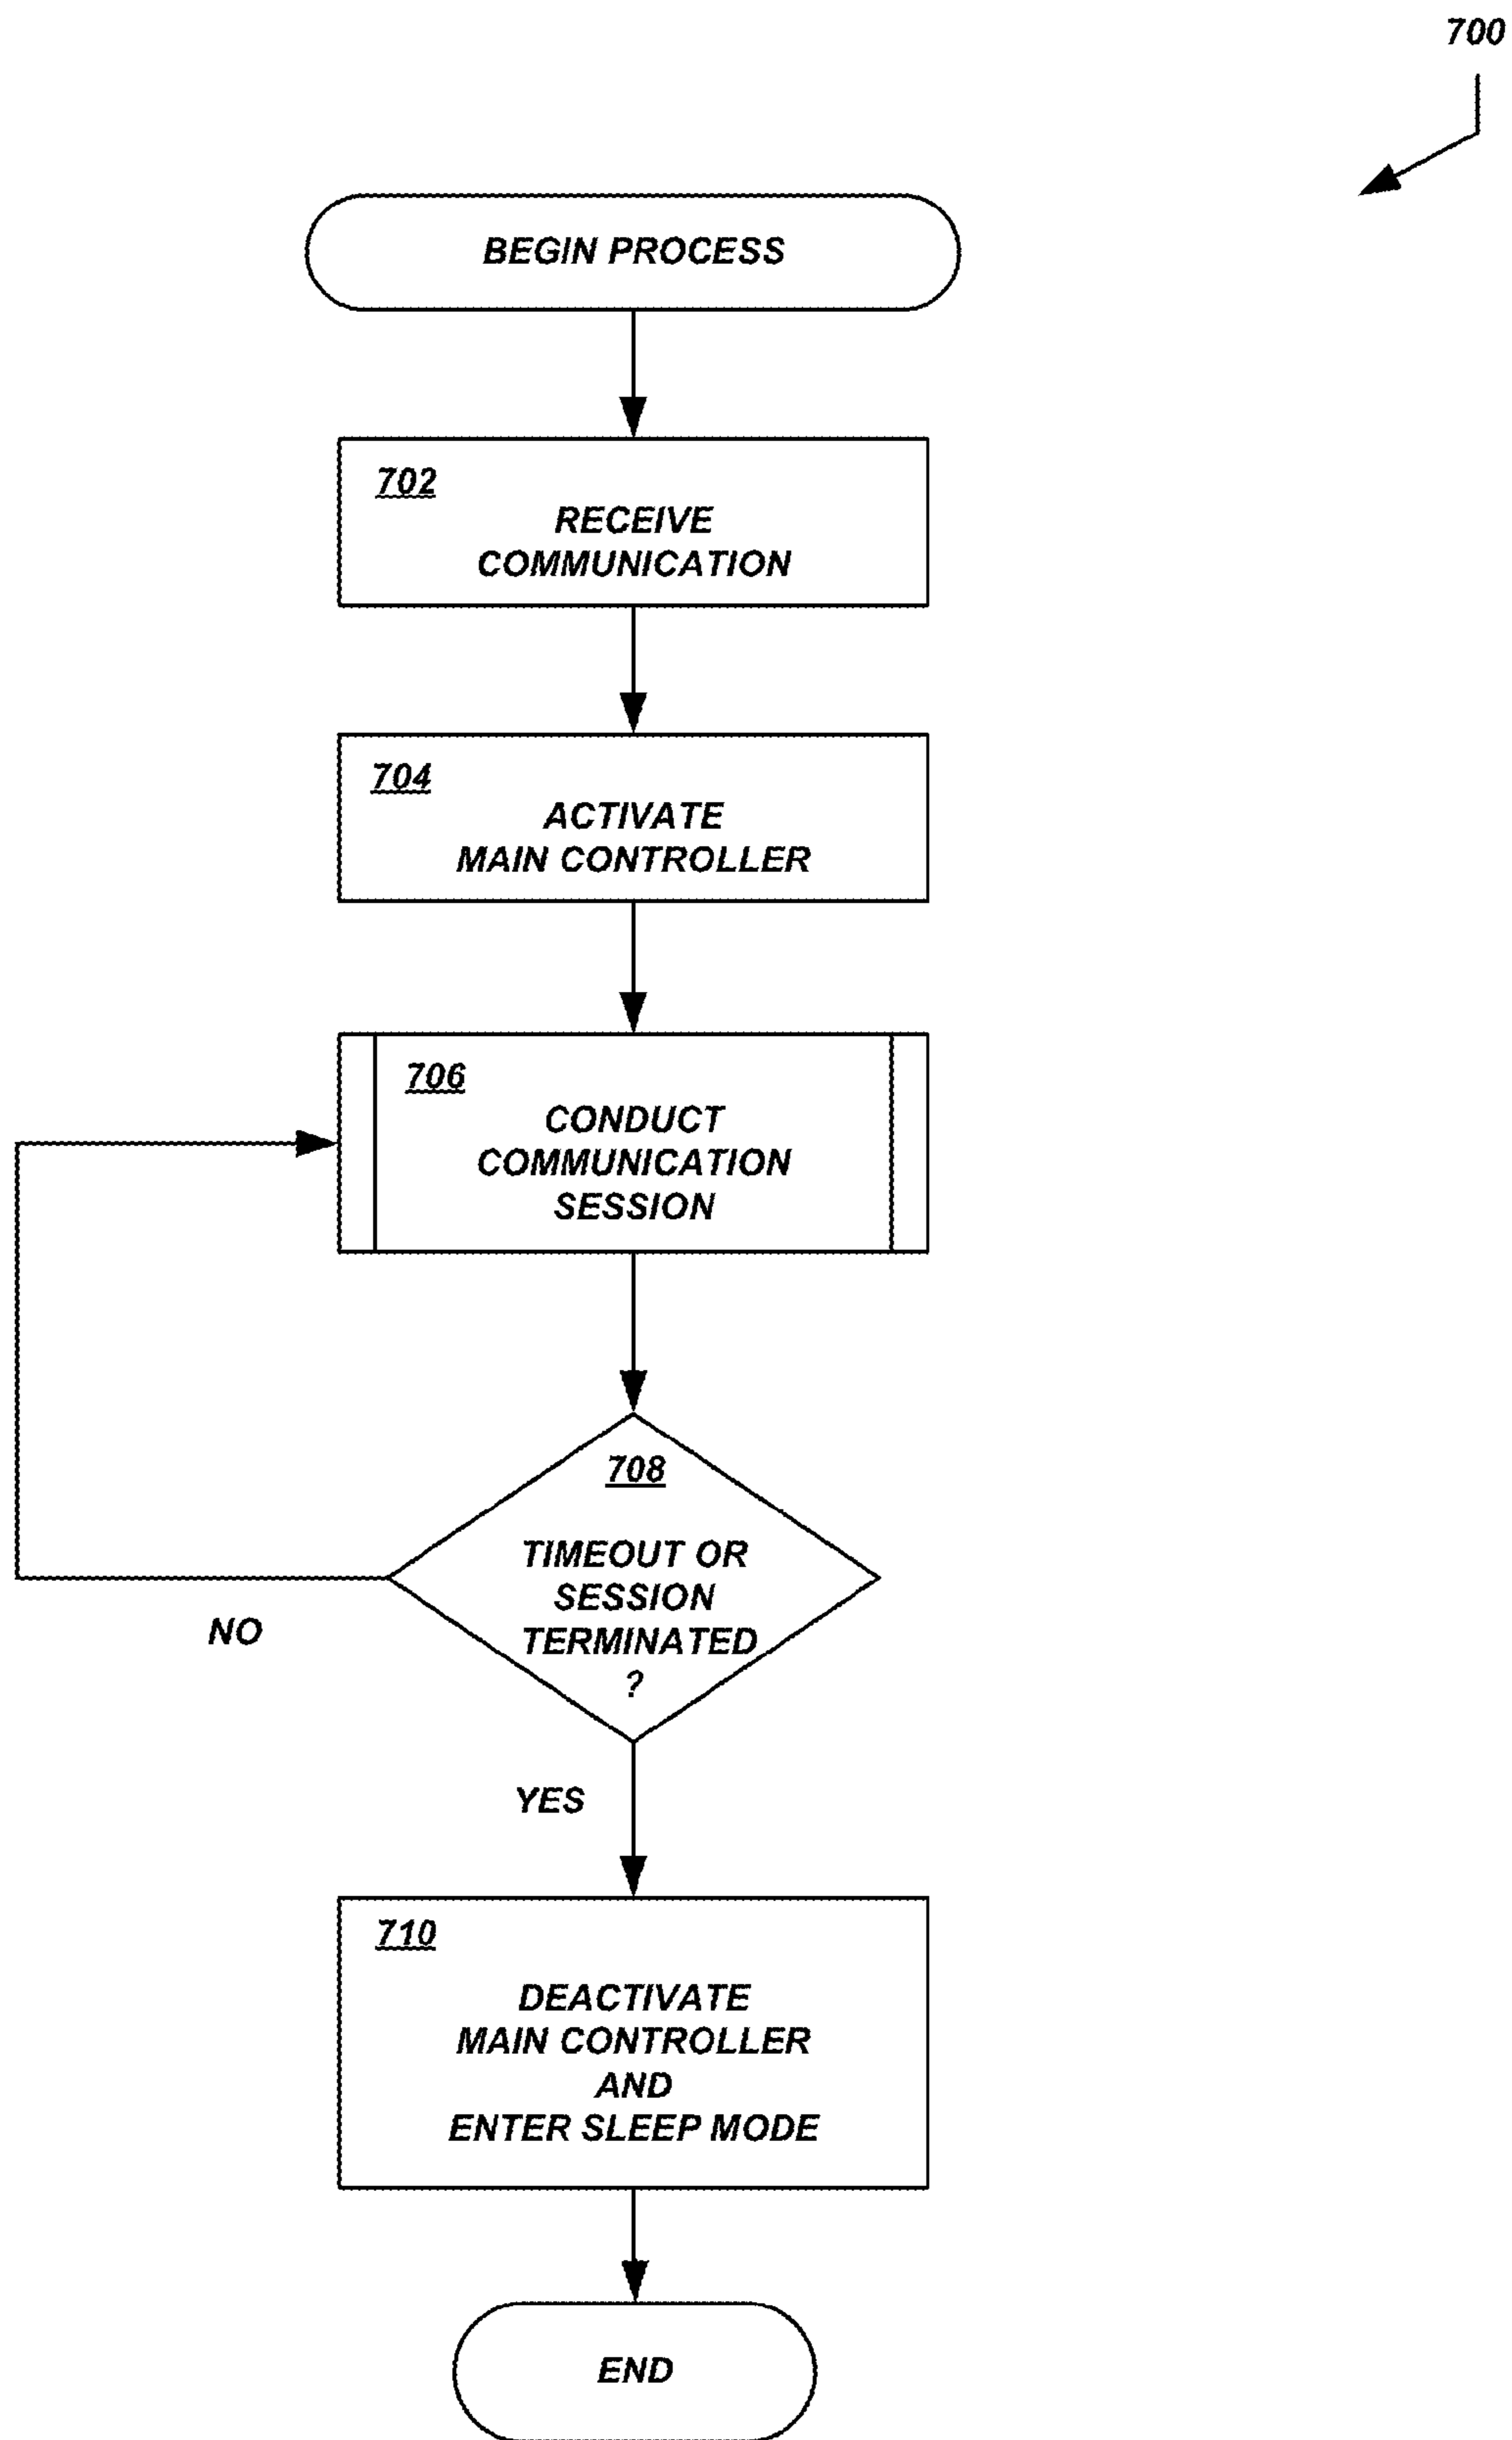 700
BEGIN PROCESS
702
RECEIVE
COMMUNICATION
704
ACTIVATE
MAIN CONTROLLER
706
CONDUCT
COMMUNICATION
SESSION
708
TIMEOUT OR
SESSION
TERMINATED
?
NO
YES
710
DEACTIVATE
MAIN CONTROLLER
AND
ENTER SLEEP MODE
END